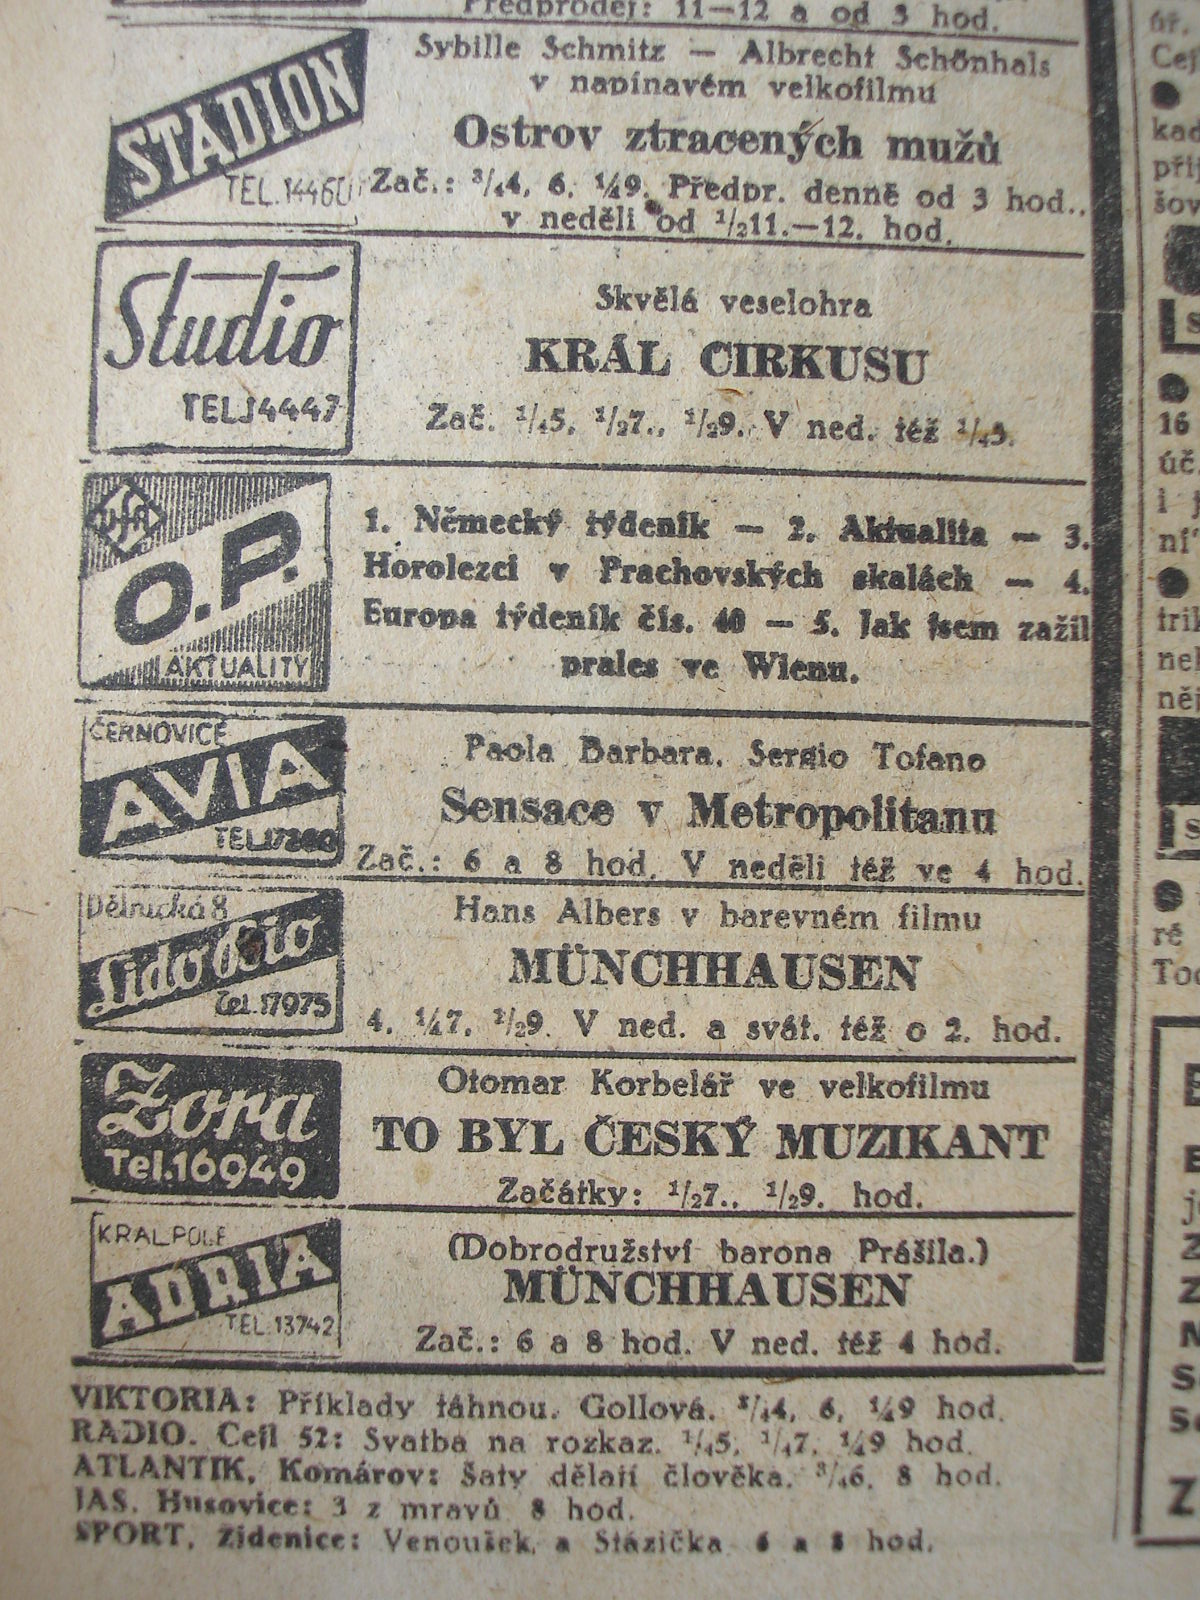 Předprodej: 11—12 a od 3 hod.
STADION
TEL. 14460
Sybille Schmitz — Albrecht Schönhals
v napínavém velkofilmu
Ostrov ztracených mužů
Zač.: ³/₄4, 6, ¼9. Předpr. denně od 3 hod.,
v neděli od ¹/₂11.—12. hod.
Studio
TEL.14447
Skvělá veselohra
KRÁL CIRKUSU
Zač. ¹/₄5, ¹/₂7., ¹/₂9. V ned. též
Ufa
O.P.
AKTUALITY
1. Německý týdeník — 2. Aktualita — 3.
Horolezci v Prachovských skalách — 4.
Europa týdeník čís. 40 — 5. Jak jsem zažil
prales ve Wienu.
ČERNOVICE
AVIA
TEL.
Paola Barbara, Sergio Tofano
Sensace v Metropolitanu
Zač.: 6 a 8 hod. V neděli též ve 4 hod.
Dělnická 8
Lido Bio
Tel. 17975
Hans Albers v barevném filmu
MÜNCHHAUSEN
4, ¼7, ¹/₂9. V ned. a svát. též o 2. hod.
Zora
Tel. 16949
Otomar Korbelář ve velkofilmu
TO BYL ČESKÝ MUZIKANT
Začátky: ¹/₂7., ¹/₂9. hod.
KRAL. POLE
ADRIA
TEL. 13742
(Dobrodružství barona Prášila.)
MÜNCHHAUSEN
Zač.: 6 a 8 hod. V ned. též 4 hod.
VIKTORIA: Příklady táhnou. Gollová. ³/₄4, 6, ¼9 hod.
RADIO, Cejl 52: Svatba na rozkaz. ¹/₄5, ¹/₄7, ¼9 hod.
ATLANTIK, Komárov: Šaty dělají člověka. ³/₄6, 8 hod.
JAS, Husovice: 3 z mravů 8 hod.
SPORT, Židenice: Venoušek a Stázička 6 a 8 hod.